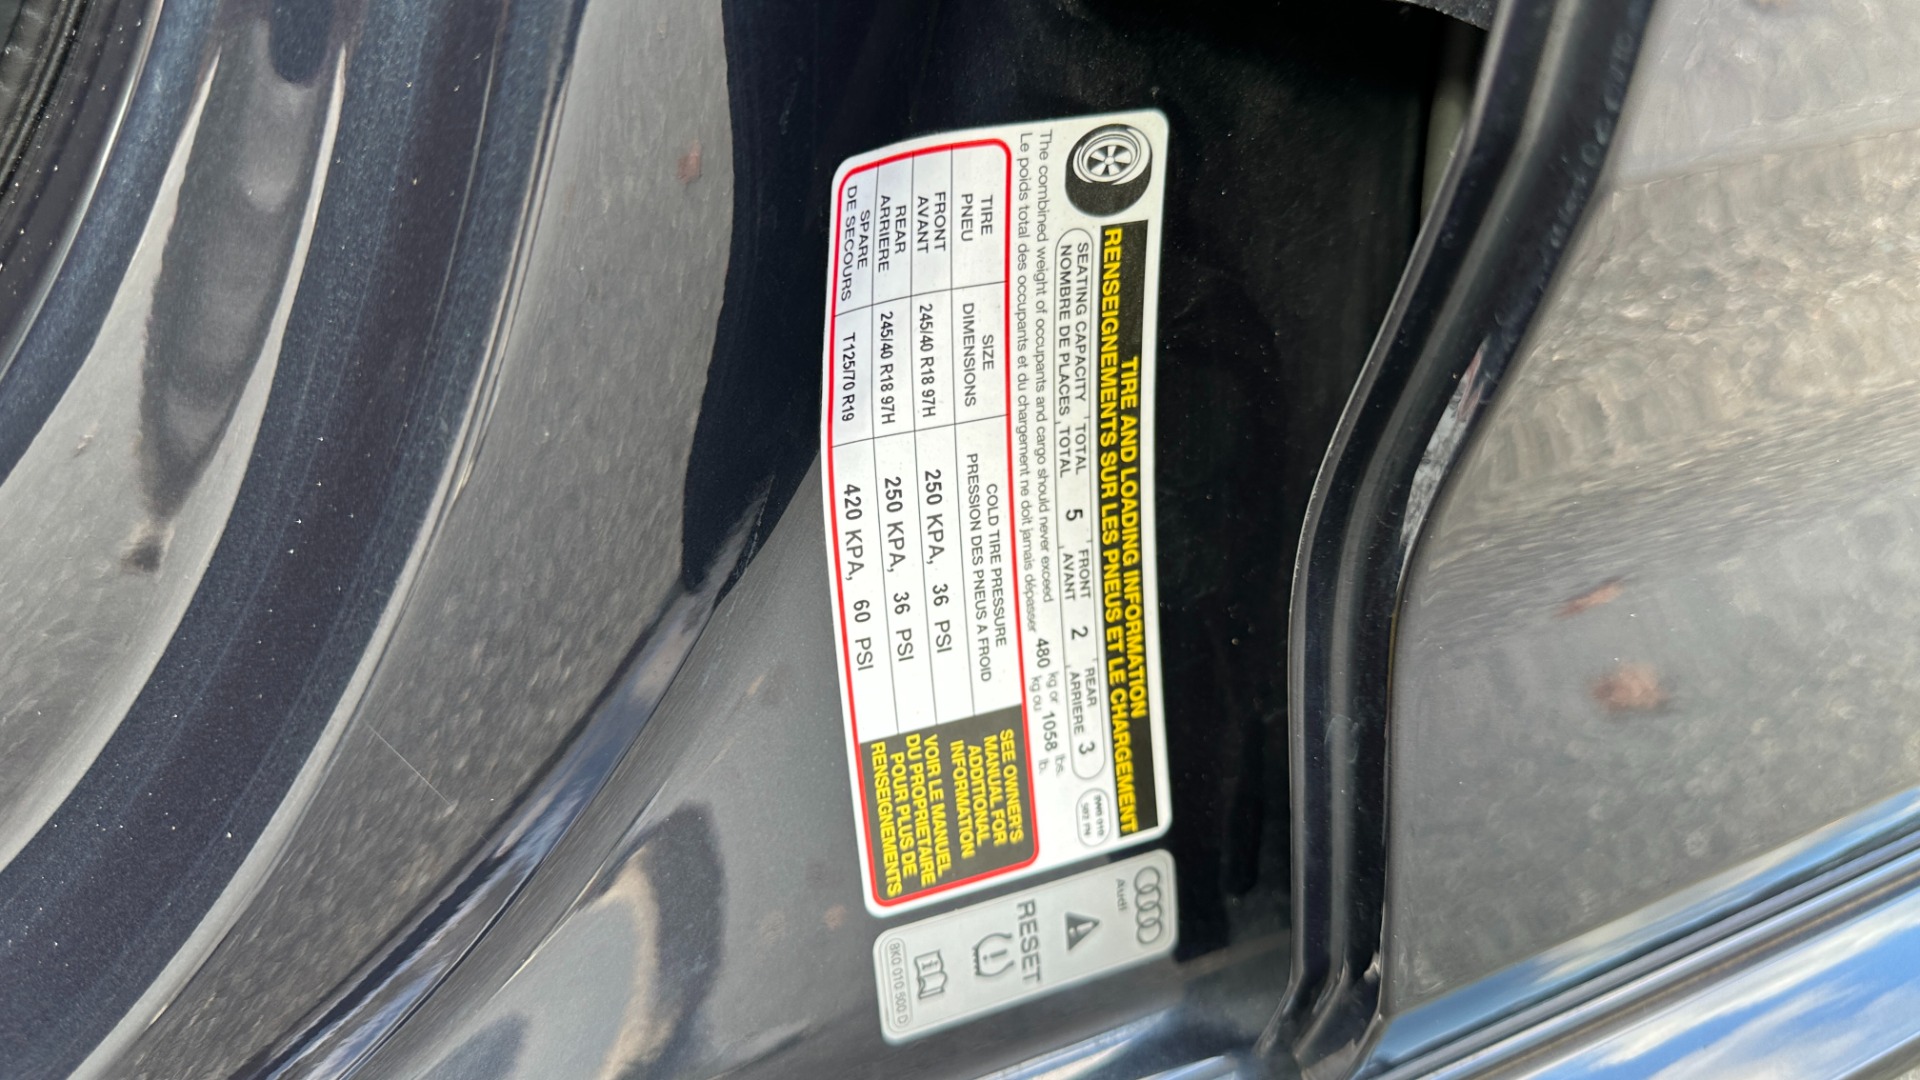 TIRE AND LOADING INFORMATION
RENSEIGNEMENTS SUR LES PNEUS ET LE CHARGEMENT
SEATING CAPACITY TOTAL 5 FRONT 2 REAR 3
NOMBRE DE PLACES TOTAL AVANT ARRIERE
The combined weight of occupants and cargo should never exceed 480 kg or 1058 lbs.
Le poids total des occupants et du chargement ne doit jamais dépasser kg ou lb.
TIRE SIZE COLD TIRE PRESSURE
PNEU DIMENSIONS PRESSION DES PNEUS A FROID
FRONT
AVANT 245/40 R18 97H 250 KPA, 36 PSI
REAR
ARRIERE 245/40 R18 97H 250 KPA, 36 PSI
SPARE
DE SECOURS T125/70 R19 420 KPA, 60 PSI
SEE OWNER'S
MANUAL FOR
ADDITIONAL
INFORMATION
VOIR LE MANUEL
DU PROPRIETAIRE
POUR PLUS DE
RENSEIGNEMENTS
Audi
RESET
8K0 010 500 D